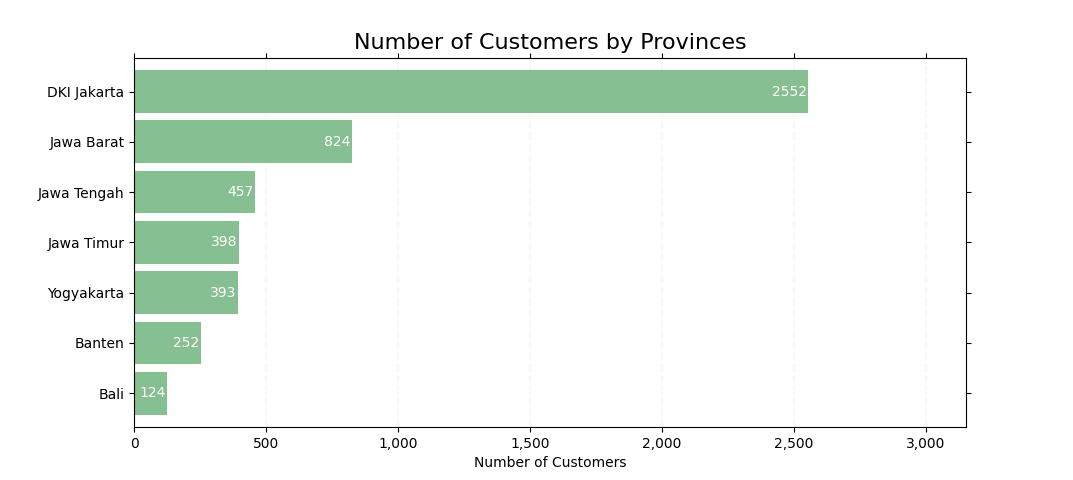 Number of Customers by Provinces
DKI Jakarta 2552
Jawa Barat 824
Jawa Tengah 457
Jawa Timur 398
Yogyakarta 393
Banten 252
Bali 124
0 500 1,000 1,500 2,000 2,500 3,000
Number of Customers